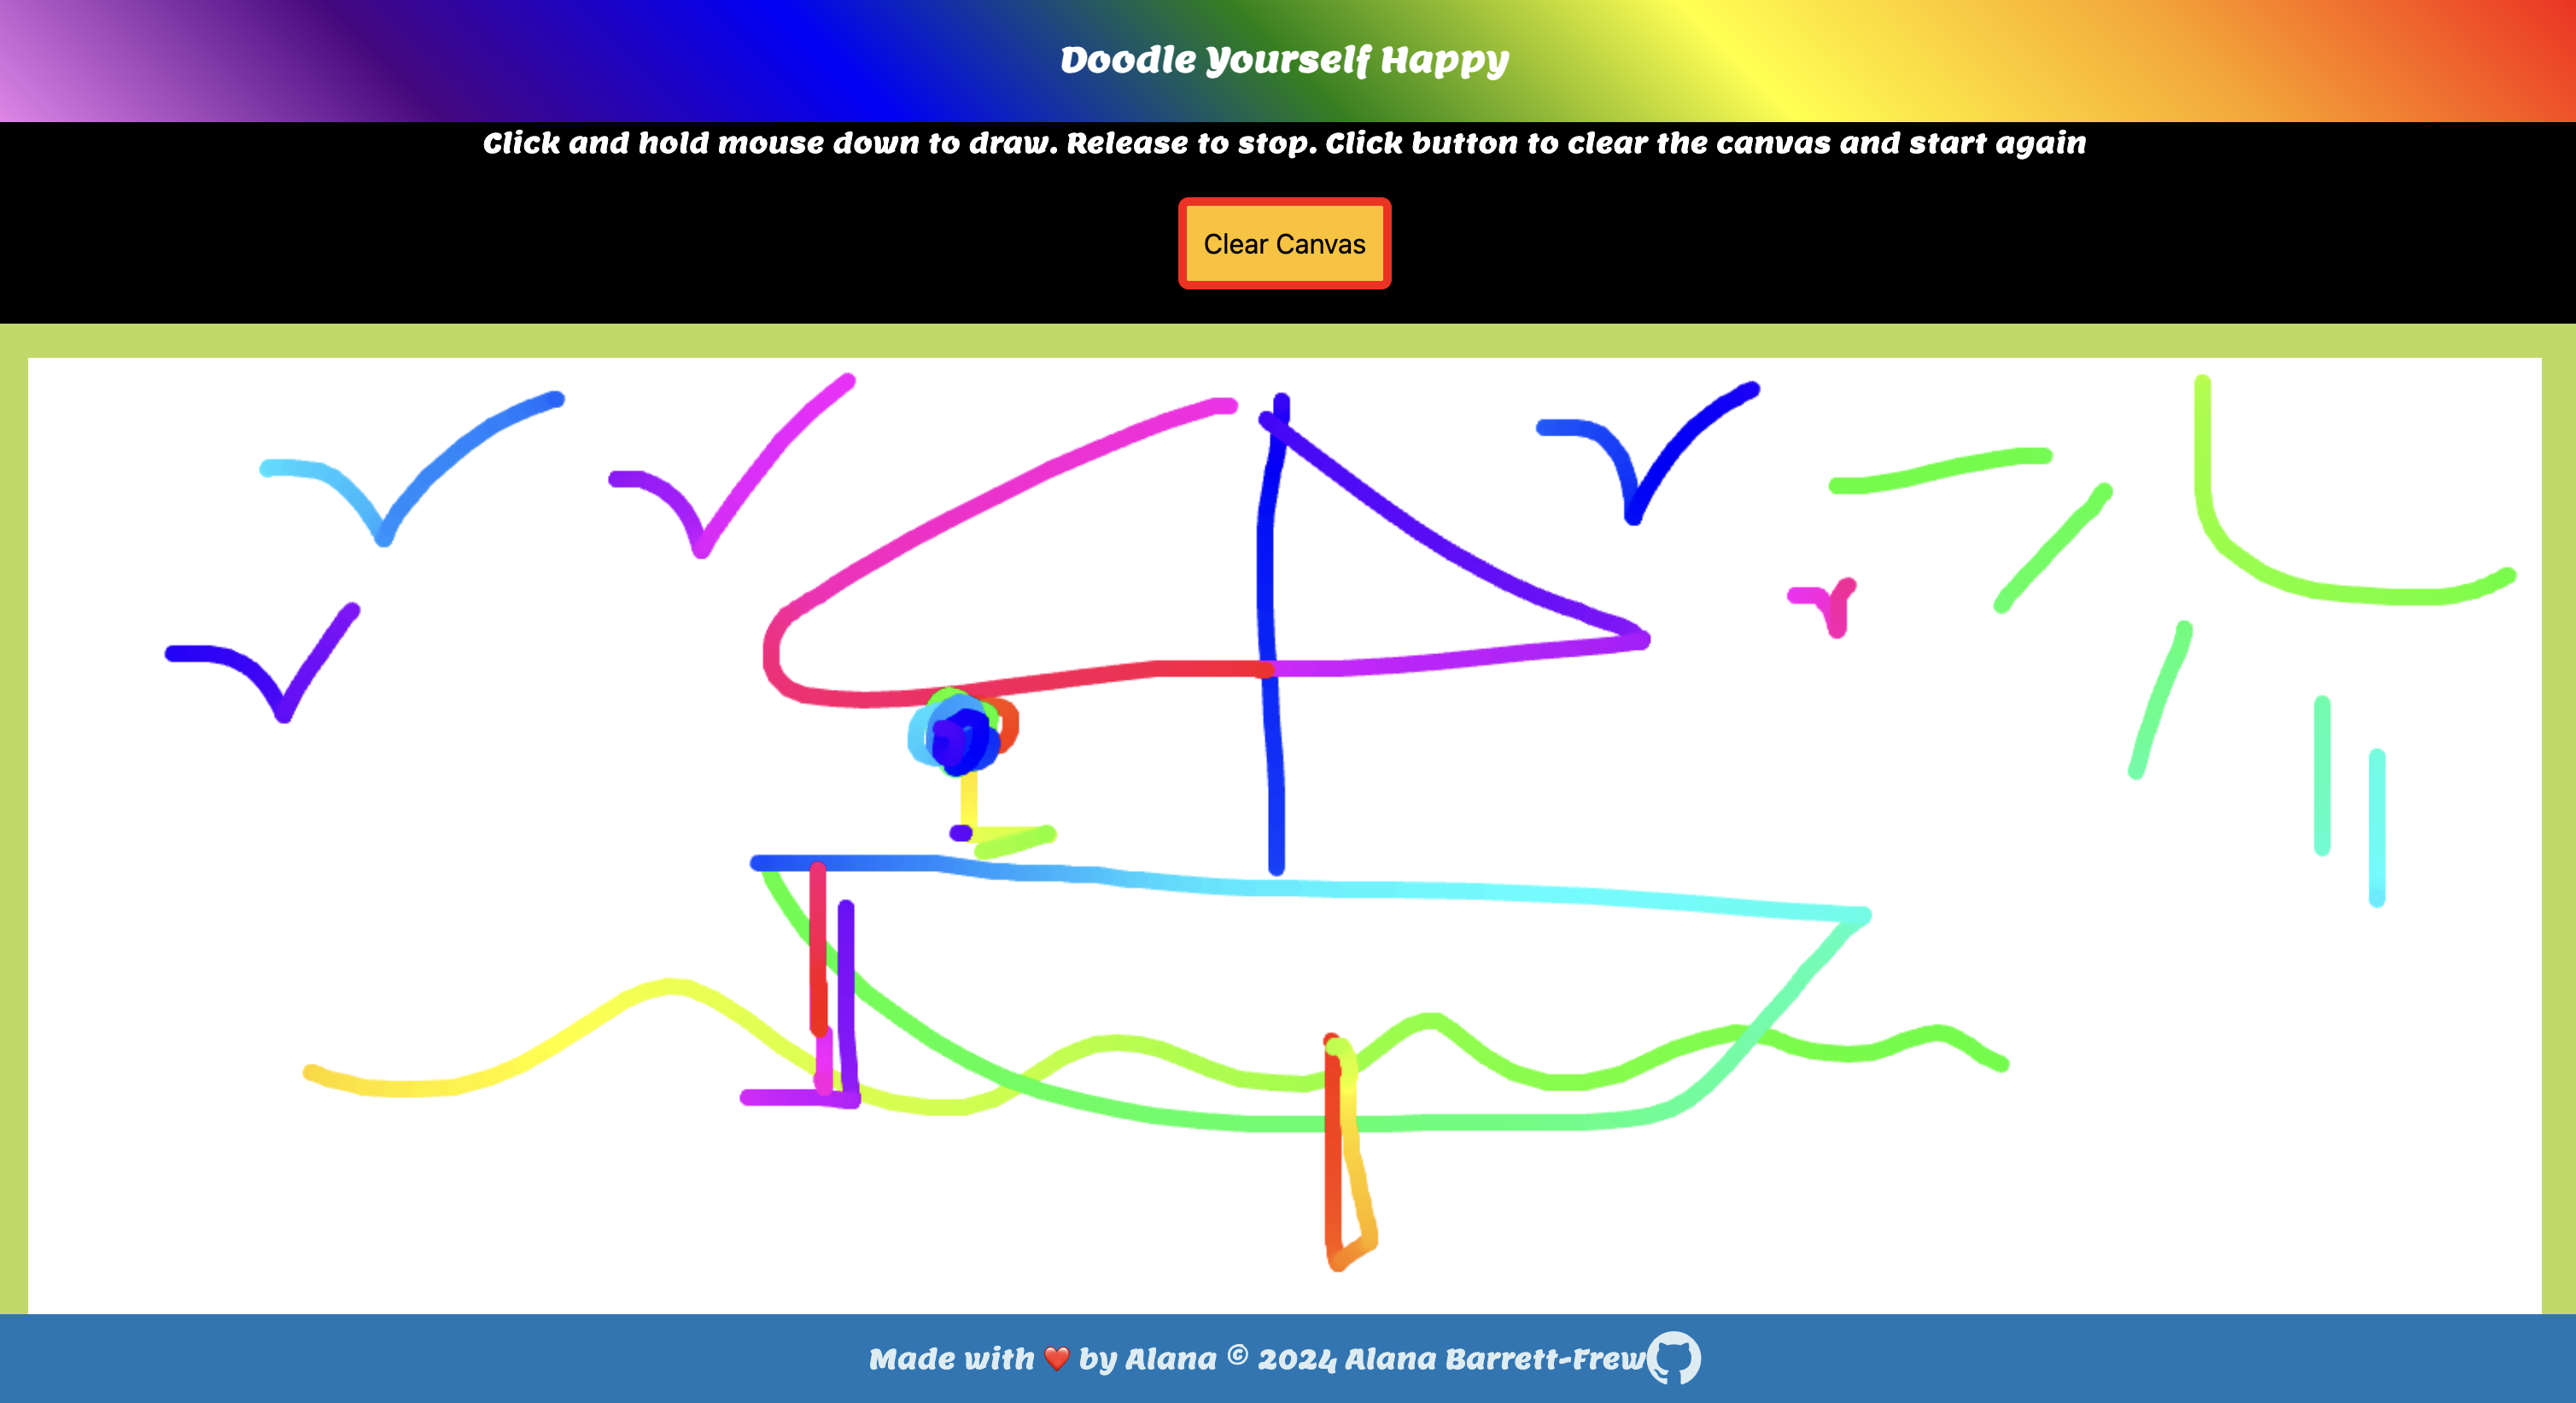 Doodle Yourself Happy
Click and hold mouse down to draw. Release to stop. Click button to clear the canvas and start again
Clear Canvas
Made with ❤️ by Alana © 2024 Alana Barrett-Frew